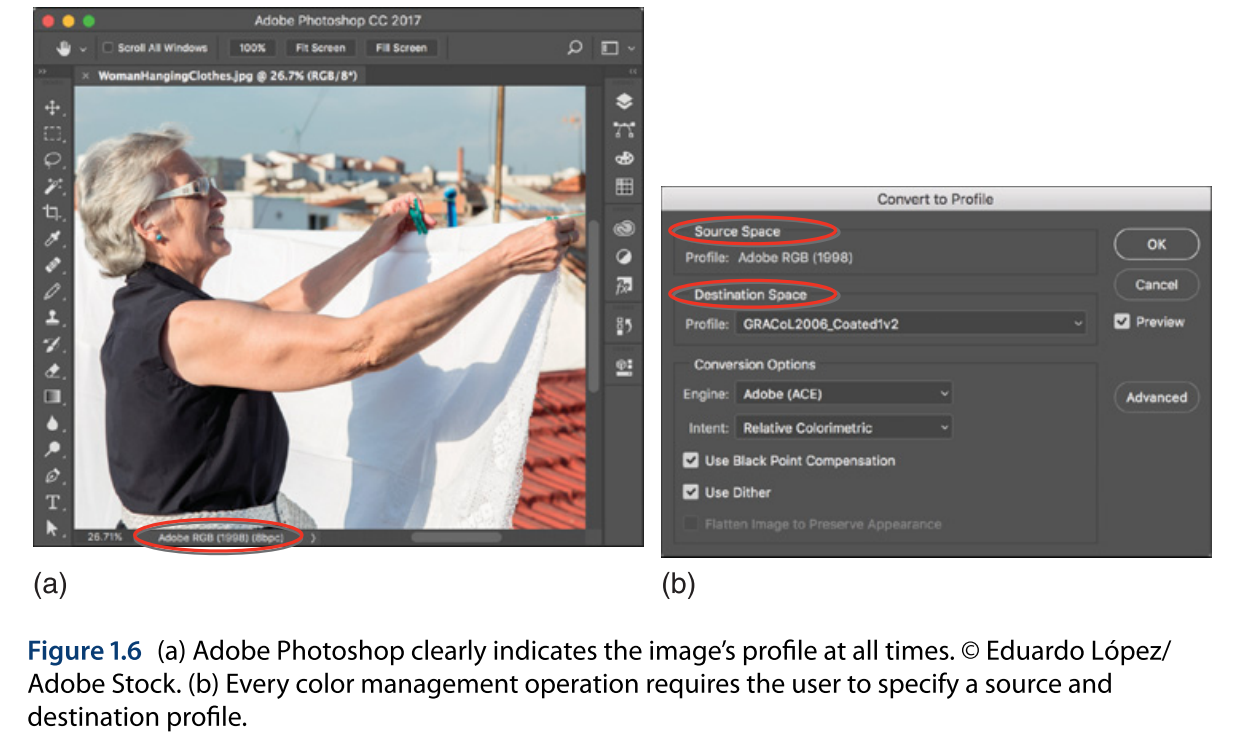 Adobe Photoshop CC 2017
Scroll All Windows 100% Fit Screen Fill Screen
WomanHangingClothes.jpg @ 26.7% (RGB/8*)
26.71% Adobe RGB (1998) (8bpc)
(a)
Convert to Profile
Source Space
Profile: Adobe RGB (1998)
Destination Space
Profile: GRACoL2006_Coated1v2
Conversion Options
Engine: Adobe (ACE)
Intent: Relative Colorimetric
Use Black Point Compensation
Use Dither
Flatten Image to Preserve Appearance
OK
Cancel
Preview
Advanced
(b)
Figure 1.6 (a) Adobe Photoshop clearly indicates the image’s profile at all times. © Eduardo López/
Adobe Stock. (b) Every color management operation requires the user to specify a source and
destination profile.